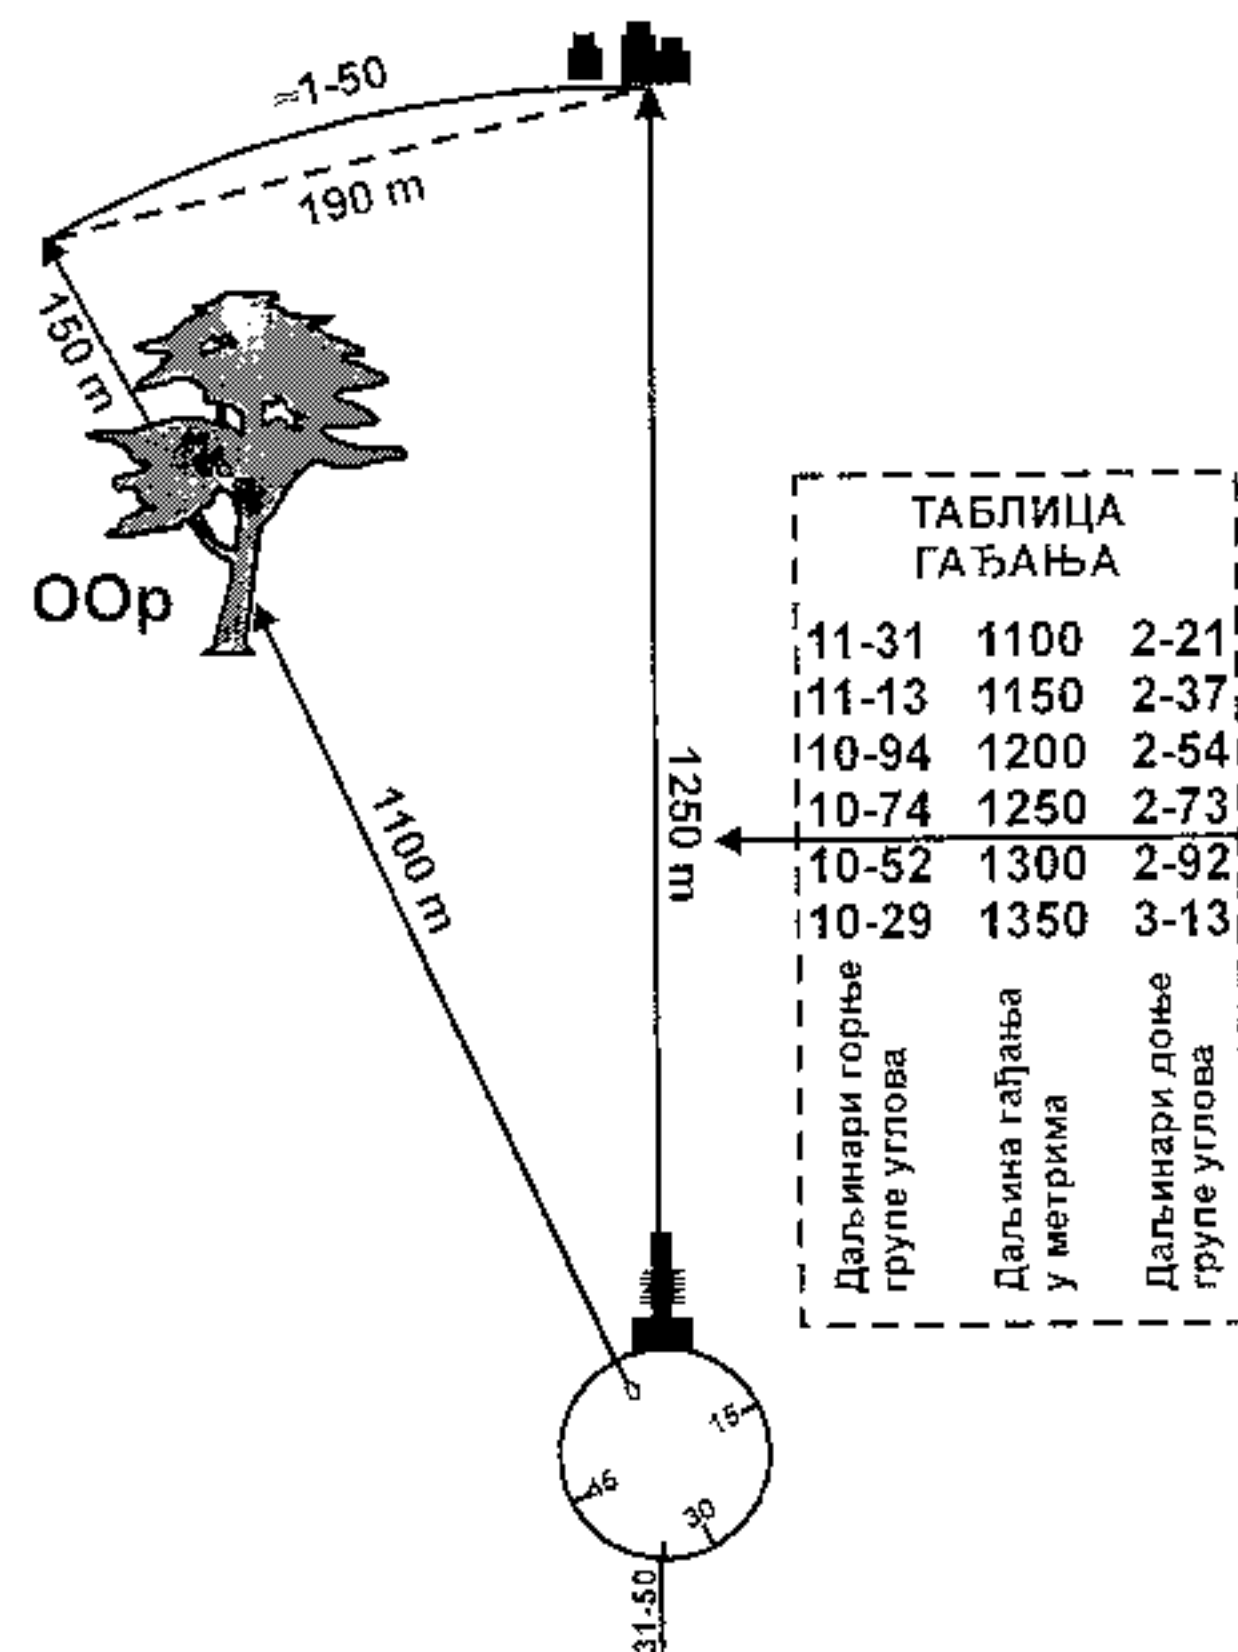 ≈1-50
190 m
150 m
ООр
1100 m
1250 m
ТАБЛИЦА
ГАЂАЊА
11-31 1100 2-21
11-13 1150 2-37
10-94 1200 2-54
10-74 1250 2-73
10-52 1300 2-92
10-29 1350 3-13
Даљинари горње
групе углова
Даљина гађања
у метрима
Даљинари доње
групе углова
15
45
30
31-50